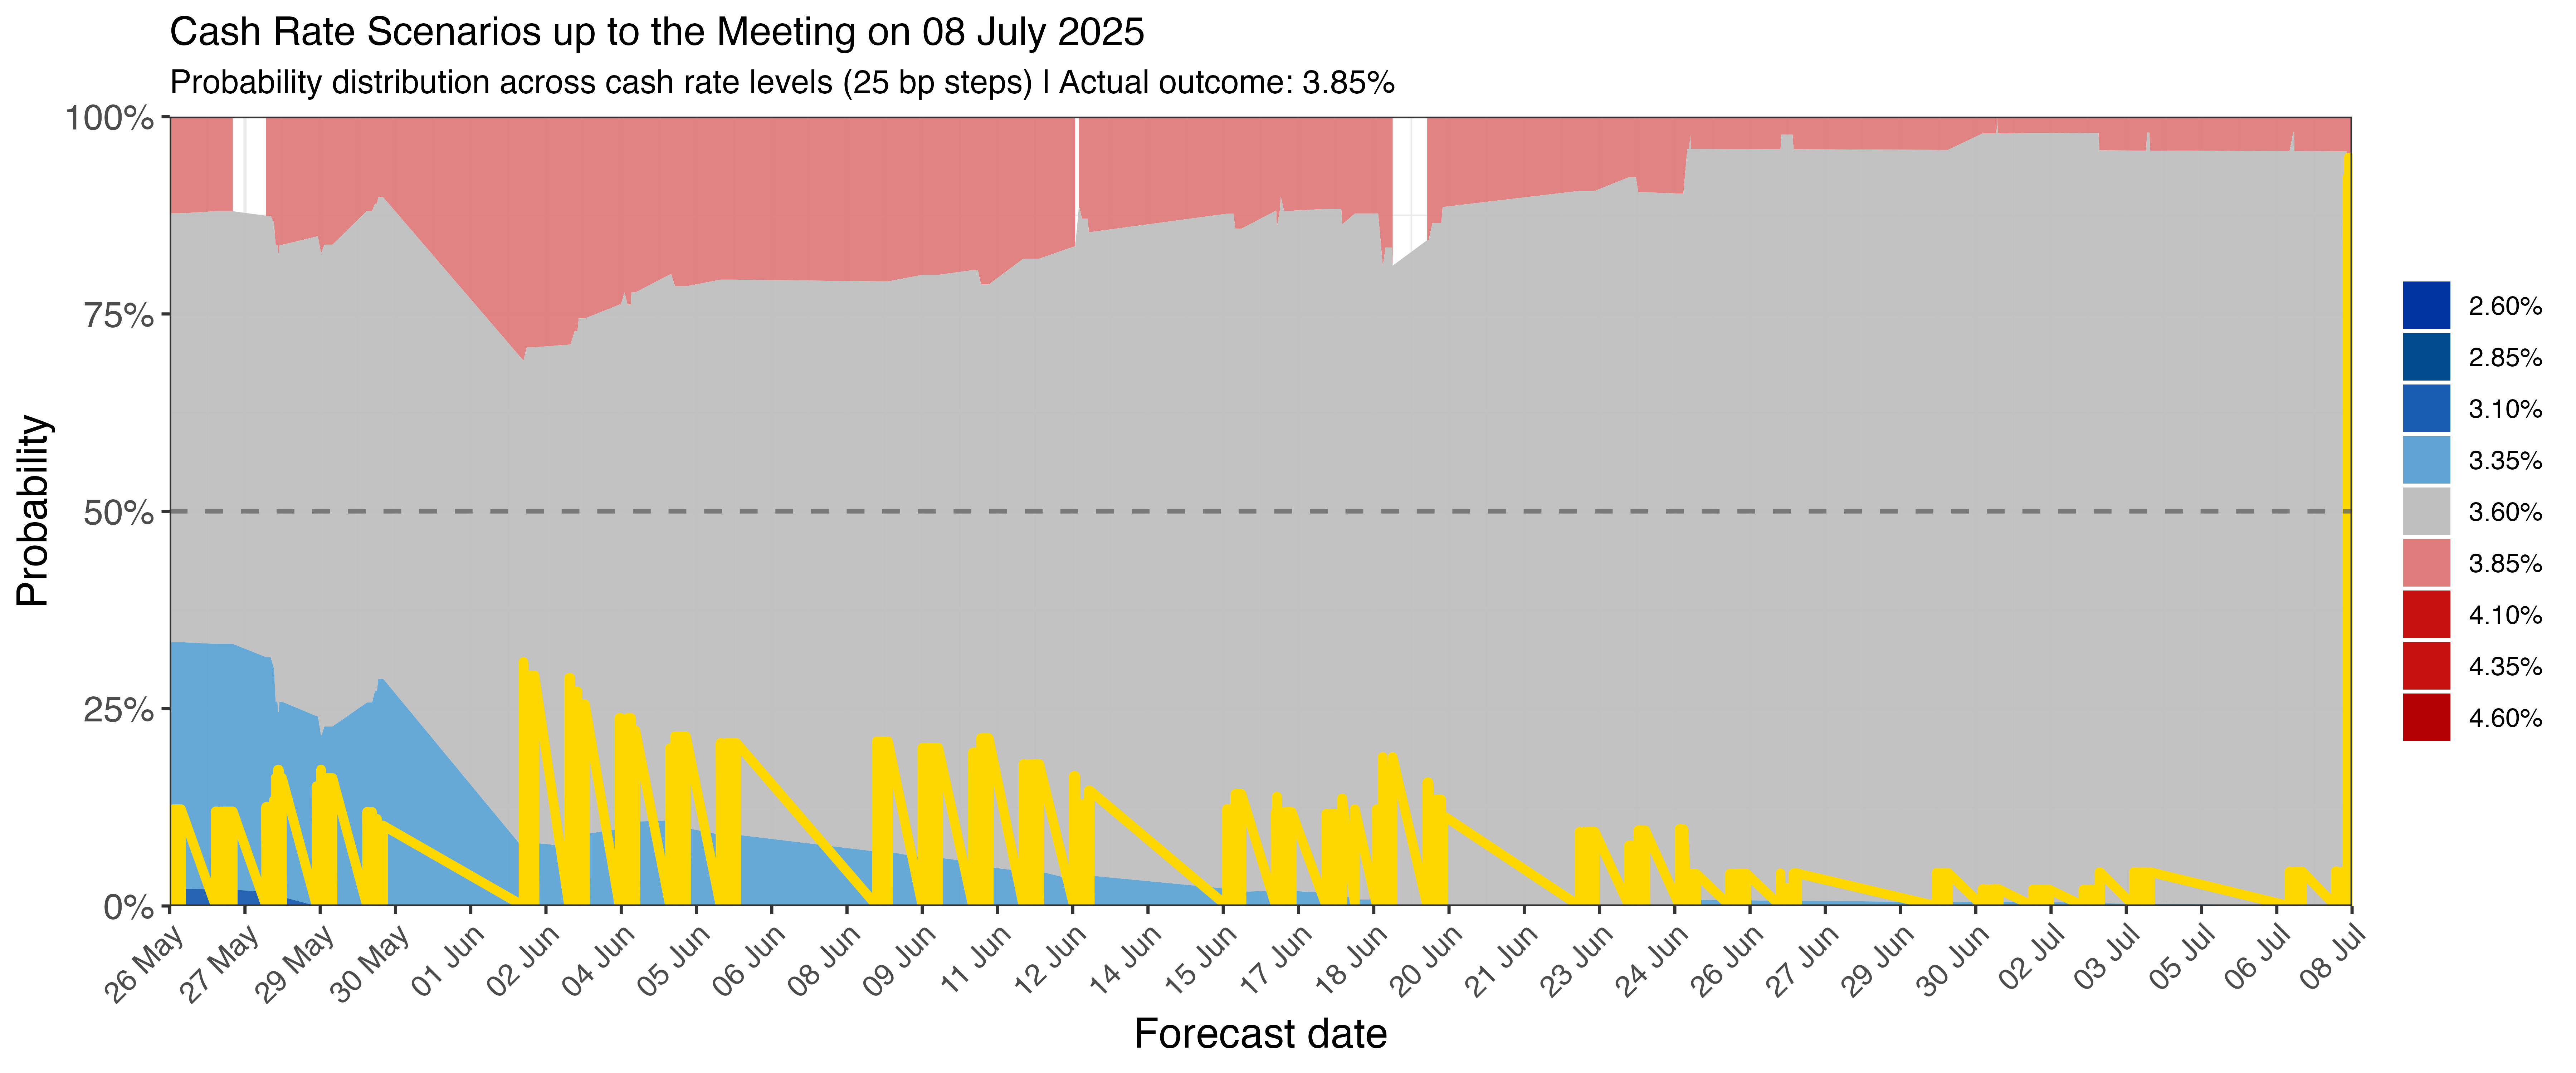 Cash Rate Scenarios up to the Meeting on 08 July 2025
Probability distribution across cash rate levels (25 bp steps) | Actual outcome: 3.85%
100%
75%
50%
25%
0%
Probability
26 May
27 May
29 May
30 May
01 Jun
02 Jun
04 Jun
05 Jun
06 Jun
08 Jun
09 Jun
11 Jun
12 Jun
14 Jun
15 Jun
17 Jun
18 Jun
20 Jun
21 Jun
23 Jun
24 Jun
26 Jun
27 Jun
29 Jun
30 Jun
02 Jul
03 Jul
05 Jul
06 Jul
08 Jul
Forecast date
2.60%
2.85%
3.10%
3.35%
3.60%
3.85%
4.10%
4.35%
4.60%